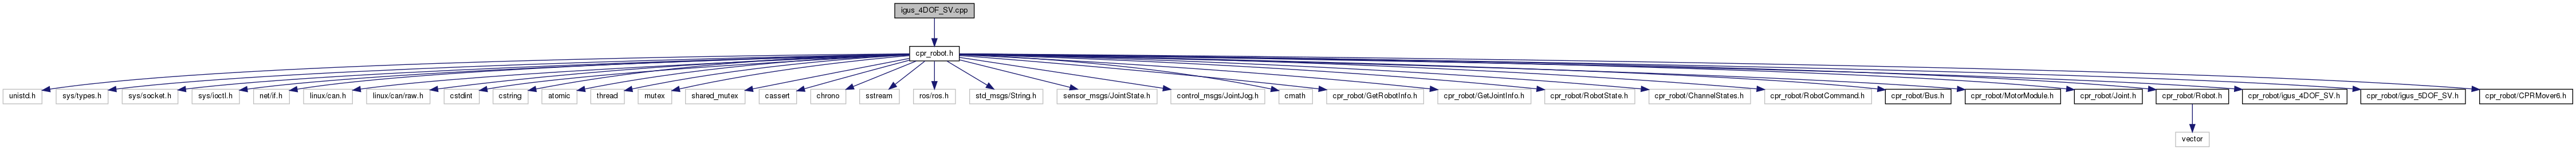 igus_4DOF_SV.cpp
cpr_robot.h
unistd.h
sys/types.h
sys/socket.h
sys/ioctl.h
net/if.h
linux/can.h
linux/can/raw.h
cstdint
cstring
atomic
thread
mutex
shared_mutex
cassert
chrono
sstream
ros/ros.h
std_msgs/String.h
sensor_msgs/JointState.h
control_msgs/JointJog.h
cmath
cpr_robot/GetRobotInfo.h
cpr_robot/GetJointInfo.h
cpr_robot/RobotState.h
cpr_robot/ChannelStates.h
cpr_robot/RobotCommand.h
cpr_robot/Bus.h
cpr_robot/MotorModule.h
cpr_robot/Joint.h
cpr_robot/Robot.h
cpr_robot/igus_4DOF_SV.h
cpr_robot/igus_5DOF_SV.h
cpr_robot/CPRMover6.h
vector